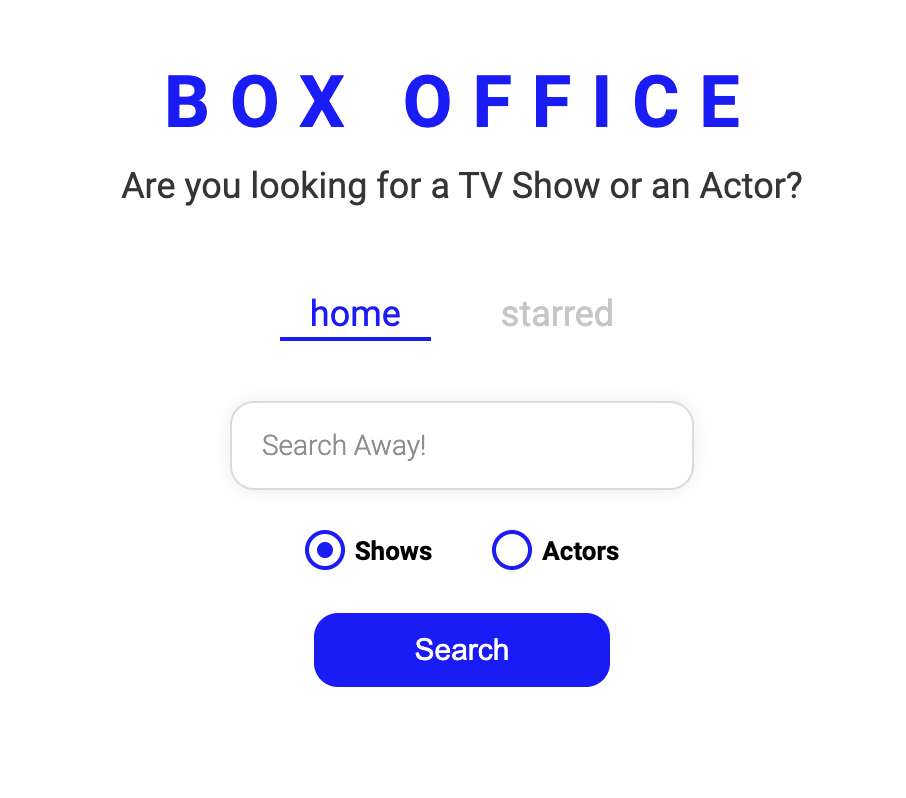 BOX OFFICE
Are you looking for a TV Show or an Actor?
home starred
Search Away!
Shows Actors
Search